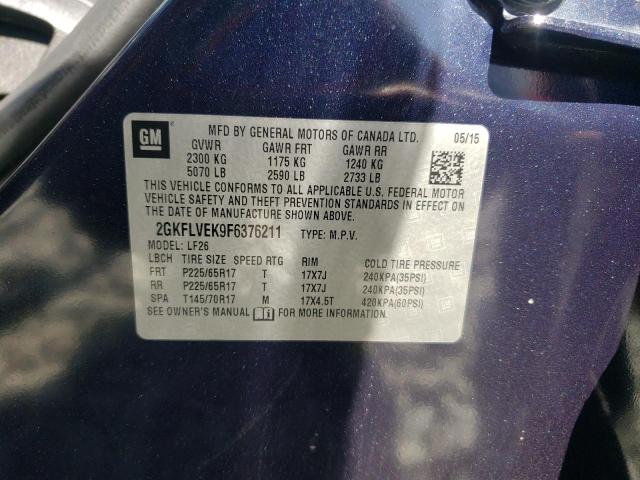 GM
MFD BY GENERAL MOTORS OF CANADA LTD. 05/15
GVWR GAWR FRT GAWR RR
2300 KG 1175 KG 1240 KG
5070 LB 2590 LB 2733 LB
THIS VEHICLE CONFORMS TO ALL APPLICABLE U.S. FEDERAL MOTOR
VEHICLE SAFETY AND THEFT PREVENTION STANDARDS IN EFFECT ON
THE DATE OF MANUFACTURE SHOWN ABOVE.
2GKFLVEK9F6376211 TYPE: M.P.V.
MODEL: LF26
LBCH TIRE SIZE SPEED RTG RIM COLD TIRE PRESSURE
FRT P225/65R17 T 17X7J 240KPA(35PSI)
RR P225/65R17 T 17X7J 240KPA(35PSI)
SPA T145/70R17 M 17X4.5T 420KPA(60PSI)
SEE OWNER'S MANUAL FOR MORE INFORMATION